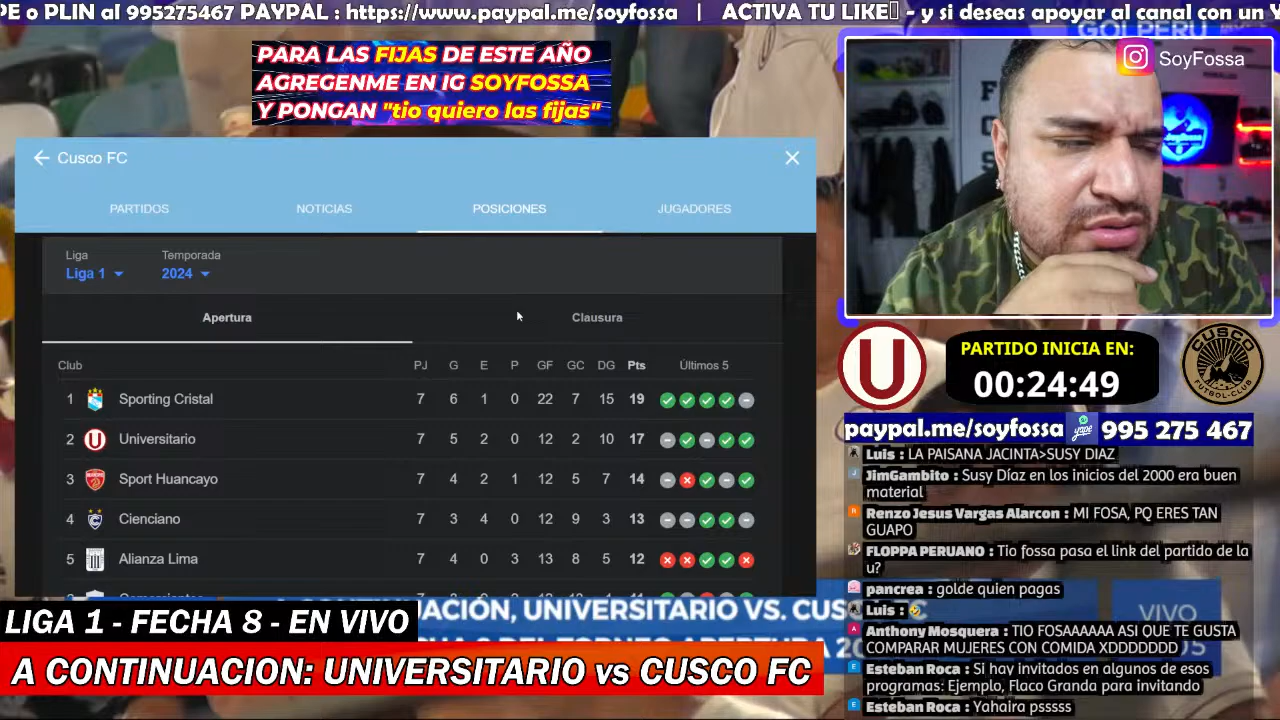 PE o PLIN al 995275467 PAYPAL : https://www.paypal.me/soyfossa | ACTIVA TU LIKE - y si deseas apoyar al canal con un Y
GOLPERU
PARA LAS FIJAS DE ESTE AÑO
AGREGENME EN IG SOYFOSSA
Y PONGAN "tio quiero las fijas"
SoyFossa
Cusco FC
PARTIDOS NOTICIAS POSICIONES JUGADORES
Liga Temporada
Liga 1 2024
Apertura Clausura
Club PJ G E P GF GC DG Pts Últimos 5
1 Sporting Cristal 7 6 1 0 22 7 15 19
2 Universitario 7 5 2 0 12 2 10 17
3 Sport Huancayo 7 4 2 1 12 5 7 14
4 Cienciano 7 3 4 0 12 9 3 13
5 Alianza Lima 7 4 0 3 13 8 5 12
U
PARTIDO INICIA EN:
00:24:49
CUSCO
FUTBOL-CLUB
paypal.me/soyfossa yape 995 275 467
Luis : LA PAISANA JACINTA>SUSY DIAZ
JimGambito : Susy Díaz en los inicios del 2000 era buen
material
Renzo Jesus Vargas Alarcon : MI FOSA, PQ ERES TAN
GUAPO
FLOPPA PERUANO : Tio fossa pasa el link del partido de la
u?
pancrea : golde quien pagas
Luis : 🤣
Anthony Mosquera : TIO FOSAAAAAA ASI QUE TE GUSTA
COMPARAR MUJERES CON COMIDA XDDDDDDD
Esteban Roca : Si hay invitados en algunos de esos
programas: Ejemplo, Flaco Granda para invitando
Esteban Roca : Yahaira psssss
NUACIÓN, UNIVERSITARIO VS. CUS
VIVO
LIGA 1 - FECHA 8 - EN VIVO
A CONTINUACION: UNIVERSITARIO vs CUSCO FC